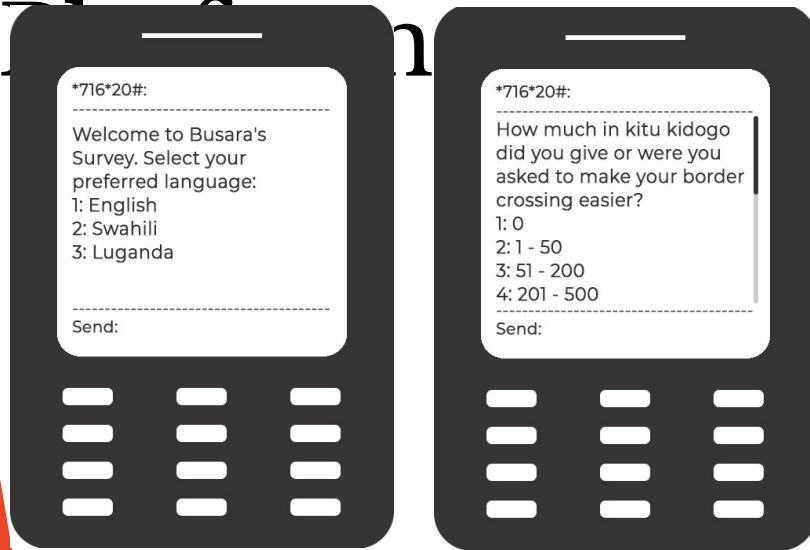 *716*20#:
Welcome to Busara's
Survey. Select your
preferred language:
1: English
2: Swahili
3: Luganda
Send:
*716*20#:
How much in kitu kidogo
did you give or were you
asked to make your border
crossing easier?
1: 0
2: 1 - 50
3: 51 - 200
4: 201 - 500
Send: